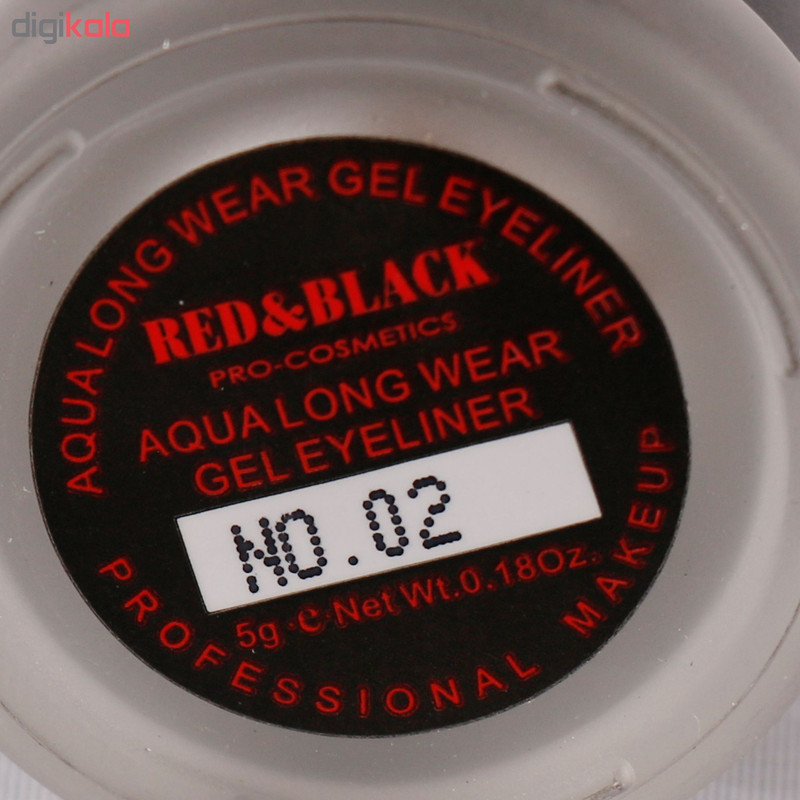 digikala
AQUA LONG WEAR GEL EYELINER
RED&BLACK
PRO-COSMETICS
AQUA LONG WEAR
GEL EYELINER
NO.02
5g ℮ Net Wt.0.18Oz.
PROFESSIONAL MAKEUP